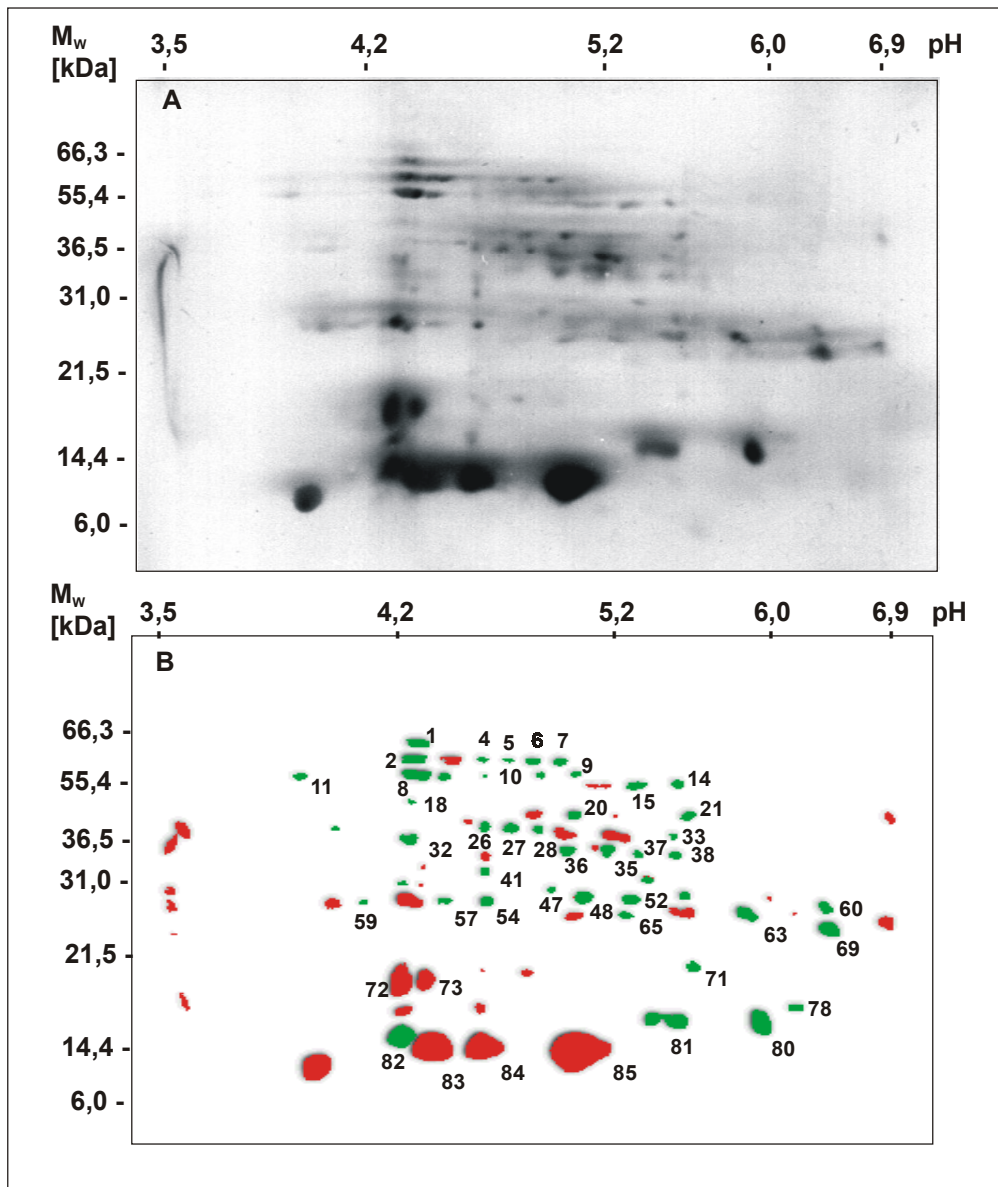 Mw 3,5 4,2 5,2 6,0 6,9 pH
[kDa]
A
66,3 -
55,4 -
36,5 -
31,0 -
21,5 -
14,4 -
6,0 -
Mw 3,5 4,2 5,2 6,0 6,9 pH
[kDa]
B
66,3 - 1 4 5 6 7
2
55,4 - 11 8 10 9 15 14
18 20 21
36,5 - 32 26 27 28 36 35 37 33 38
31,0 - 41
59 57 54 47 48 52 65 63 60 69
21,5 - 72 73 71
78
14,4 - 82 83 84 85 81 80
6,0 -